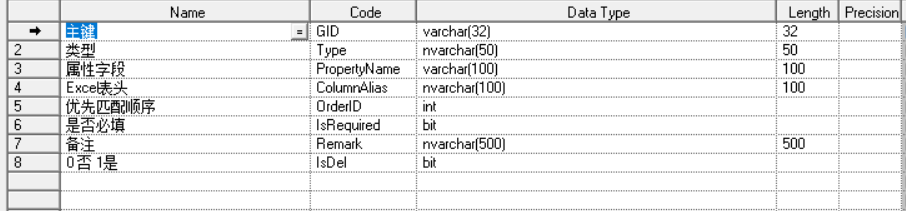 Name Code Data Type Length Precision
主键 = GID varchar(32) 32
2 类型 Type nvarchar(50) 50
3 属性字段 PropertyName varchar(100) 100
4 Excel表头 ColumnAlias nvarchar(100) 100
5 优先匹配顺序 OrderID int
6 是否必填 IsRequired bit
7 备注 Remark nvarchar(500) 500
8 0否 1是 IsDel bit